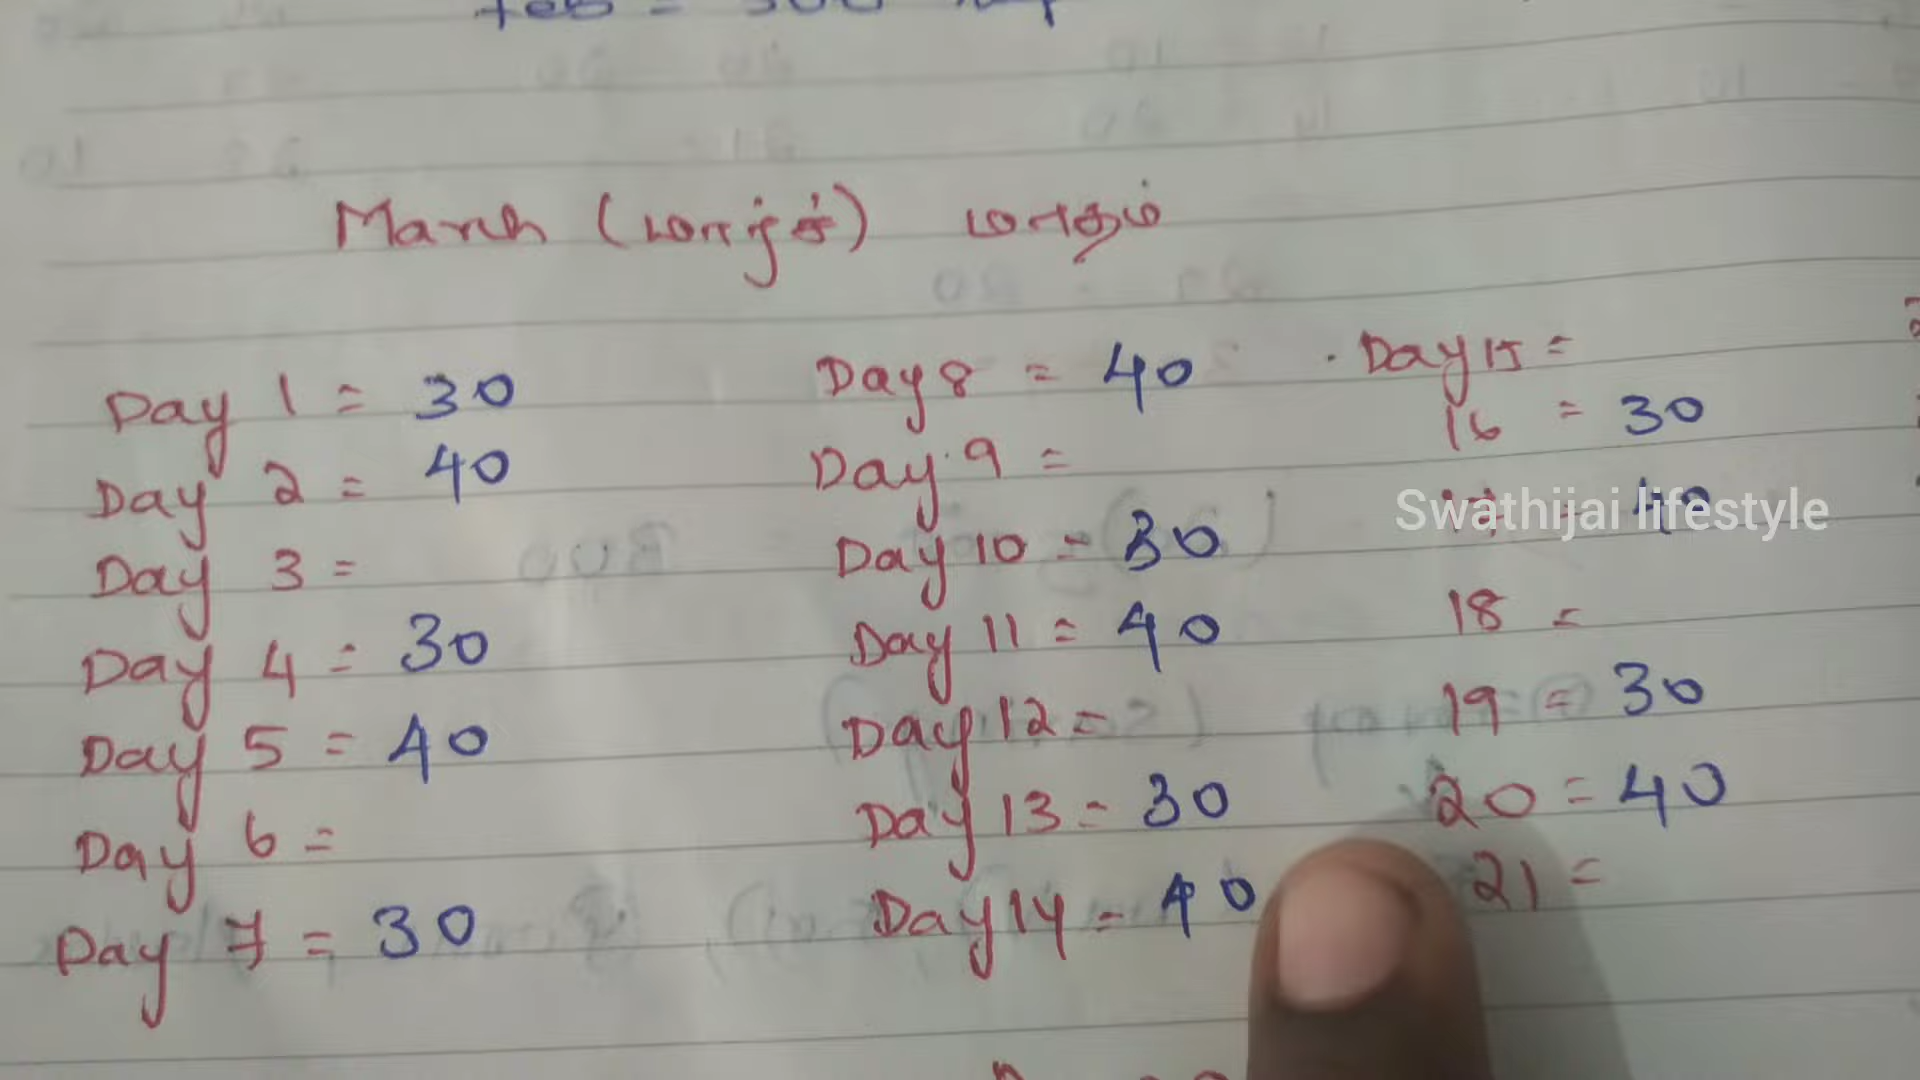 March (மார்ச்) மாதம்
Day 1 = 30
Day 2 = 40
Day 3 =
Day 4 = 30
Day 5 = 40
Day 6 =
Day 7 = 30
Day 8 = 40
Day 9 =
Day 10 = 30
Day 11 = 40
Day 12 =
Day 13 = 30
Day 14 = 40
Day 15 =
16 = 30
17 = 40
18 =
19 = 30
20 = 40
21 =
Swathijai lifestyle